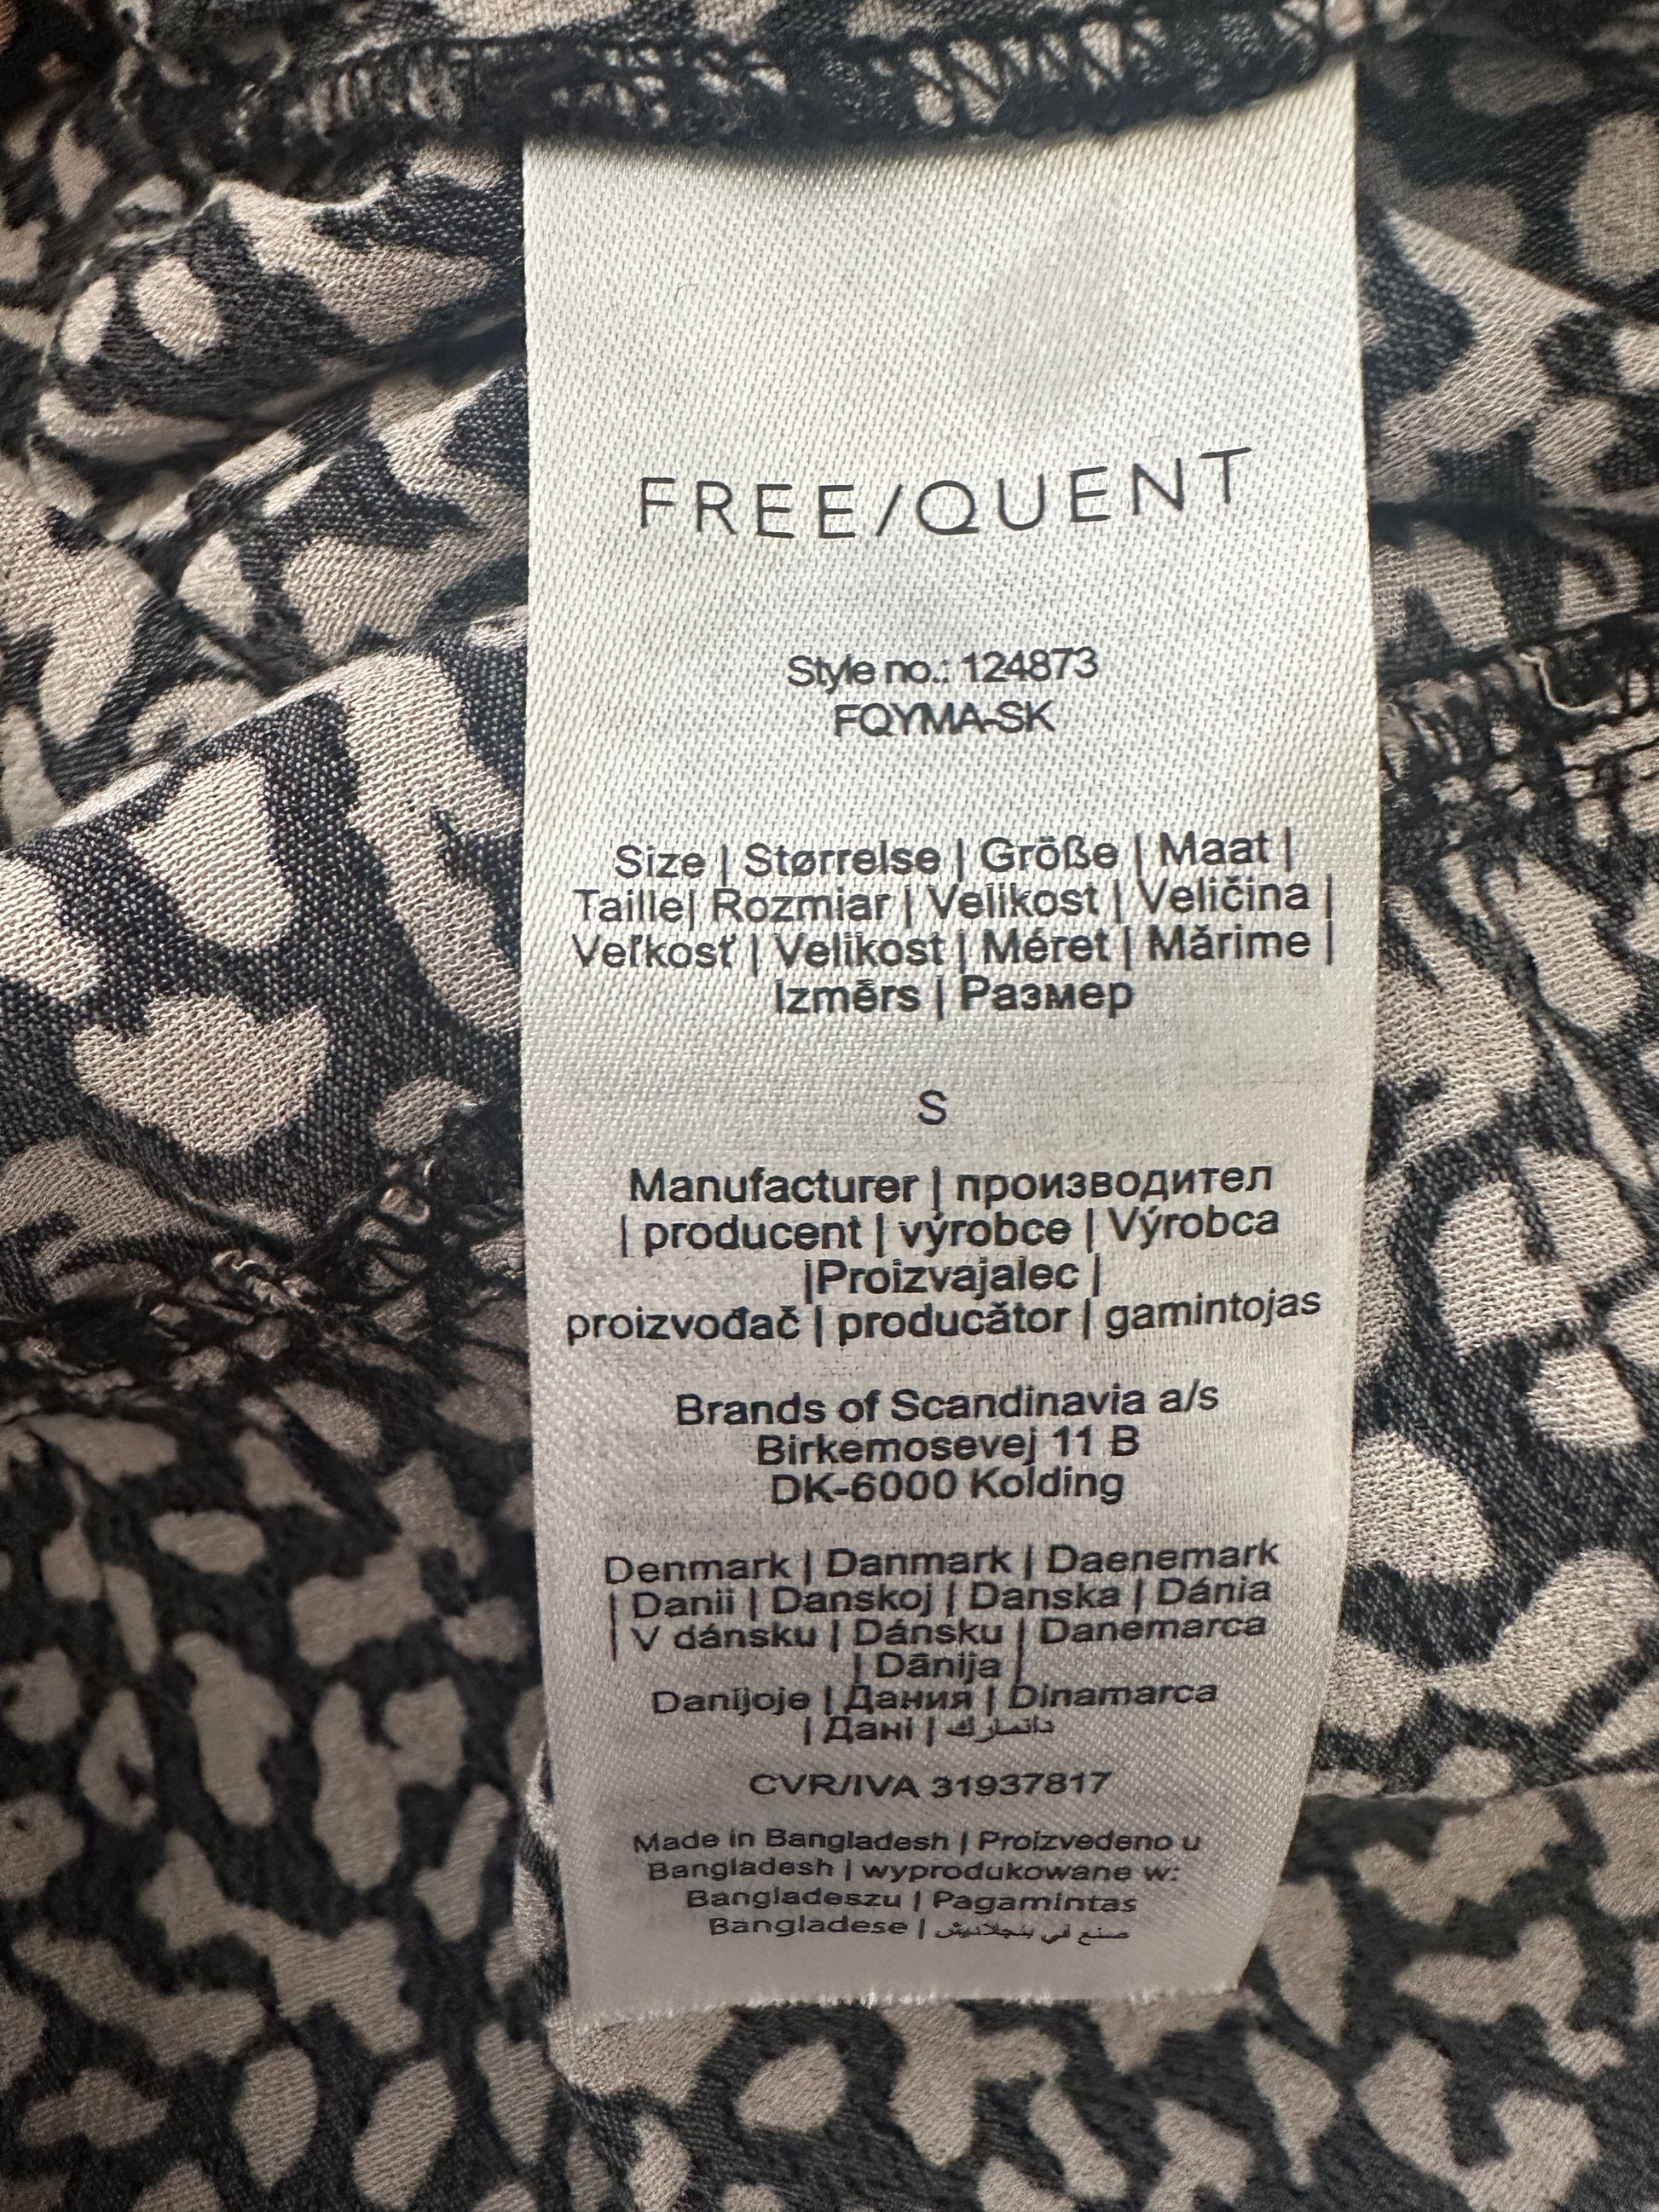 FREE/QUENT
Style no.: 124873
FQYMA-SK
Size | Størrelse | Größe | Maat |
Taille| Rozmiar | Velikost | Veličina |
Veľkosť | Velikost | Méret | Mărime |
Izmērs | Размер
S
Manufacturer | производител
| producent | výrobce | Výrobca
|Proizvajalec |
proizvođač | producător | gamintojas
Brands of Scandinavia a/s
Birkemosevej 11 B
DK-6000 Kolding
Denmark | Danmark | Daenemark
| Danii | Danskoj | Danska | Dánia
| V dánsku | Dánsku | Danemarca
| Dānija |
Danijoje | Дания | Dinamarca
| Дані | دانمارك
CVR/IVA 31937817
Made in Bangladesh | Proizvedeno u
Bangladesh | wyprodukowane w:
Bangladeszu | Pagamintas
Bangladese | صنع في بنجلاديش